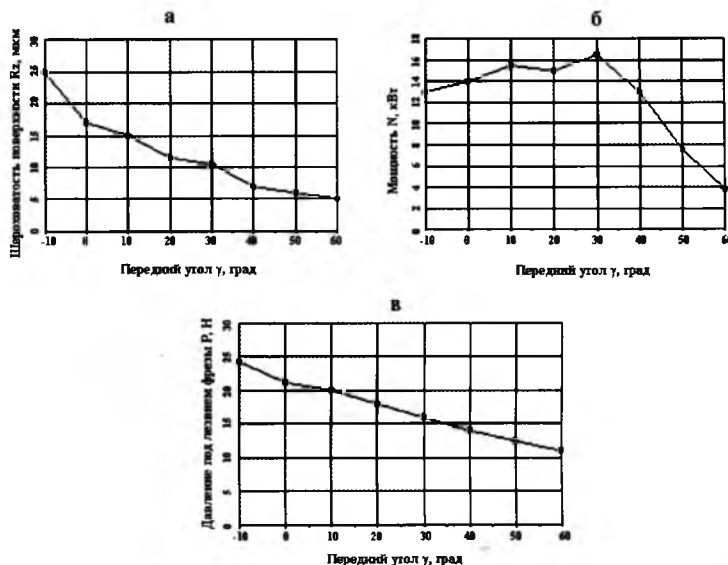 а
Шероховатость поверхности Rz, мкм
30
25
20
15
10
5
0
-10 0 10 20 30 40 50 60
Передний угол γ, град
б
Мощность N, кВт
18
16
14
12
10
8
6
4
2
0
-10 0 10 20 30 40 50 60
Передний угол γ, град
в
Давление под лезвием фрезы P, Н
30
25
20
15
10
5
0
-10 0 10 20 30 40 50 60
Передний угол γ, град